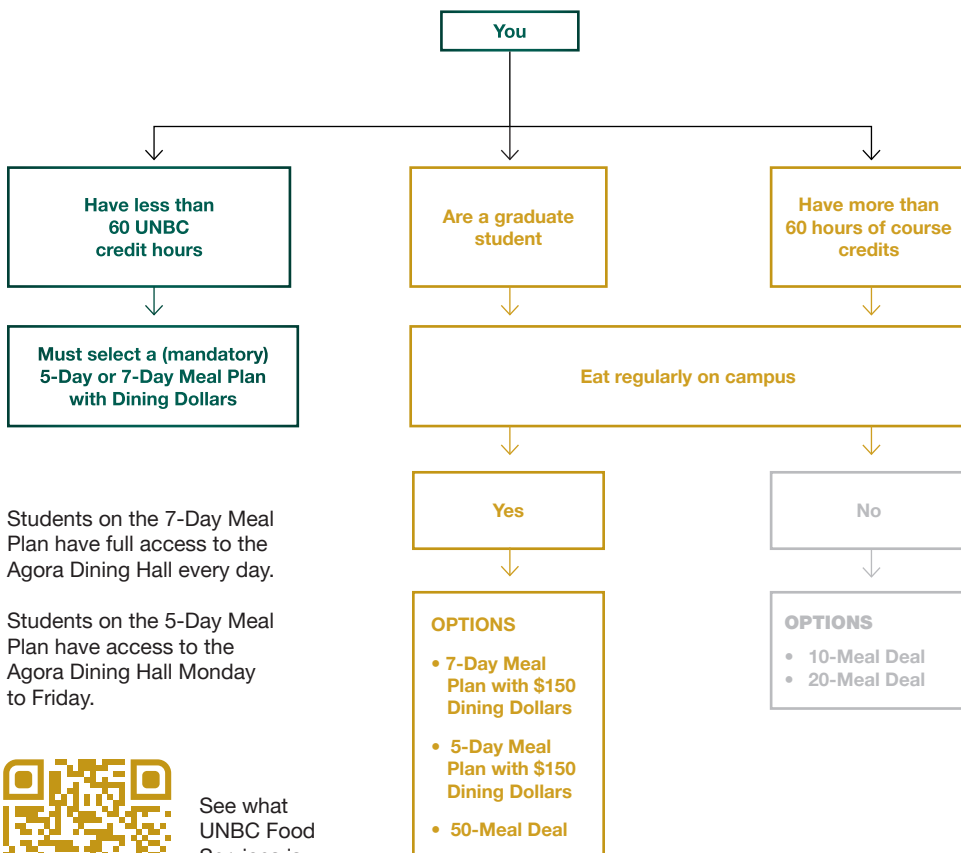 You
Have less than
60 UNBC
credit hours
Are a graduate
student
Have more than
60 hours of course
credits
Must select a (mandatory)
5-Day or 7-Day Meal Plan
with Dining Dollars
Eat regularly on campus
Yes
No
Students on the 7-Day Meal
Plan have full access to the
Agora Dining Hall every day.
Students on the 5-Day Meal
Plan have access to the
Agora Dining Hall Monday
to Friday.
OPTIONS
• 7-Day Meal
Plan with $150
Dining Dollars
• 5-Day Meal
Plan with $150
Dining Dollars
• 50-Meal Deal
OPTIONS
• 10-Meal Deal
• 20-Meal Deal
See what
UNBC Food